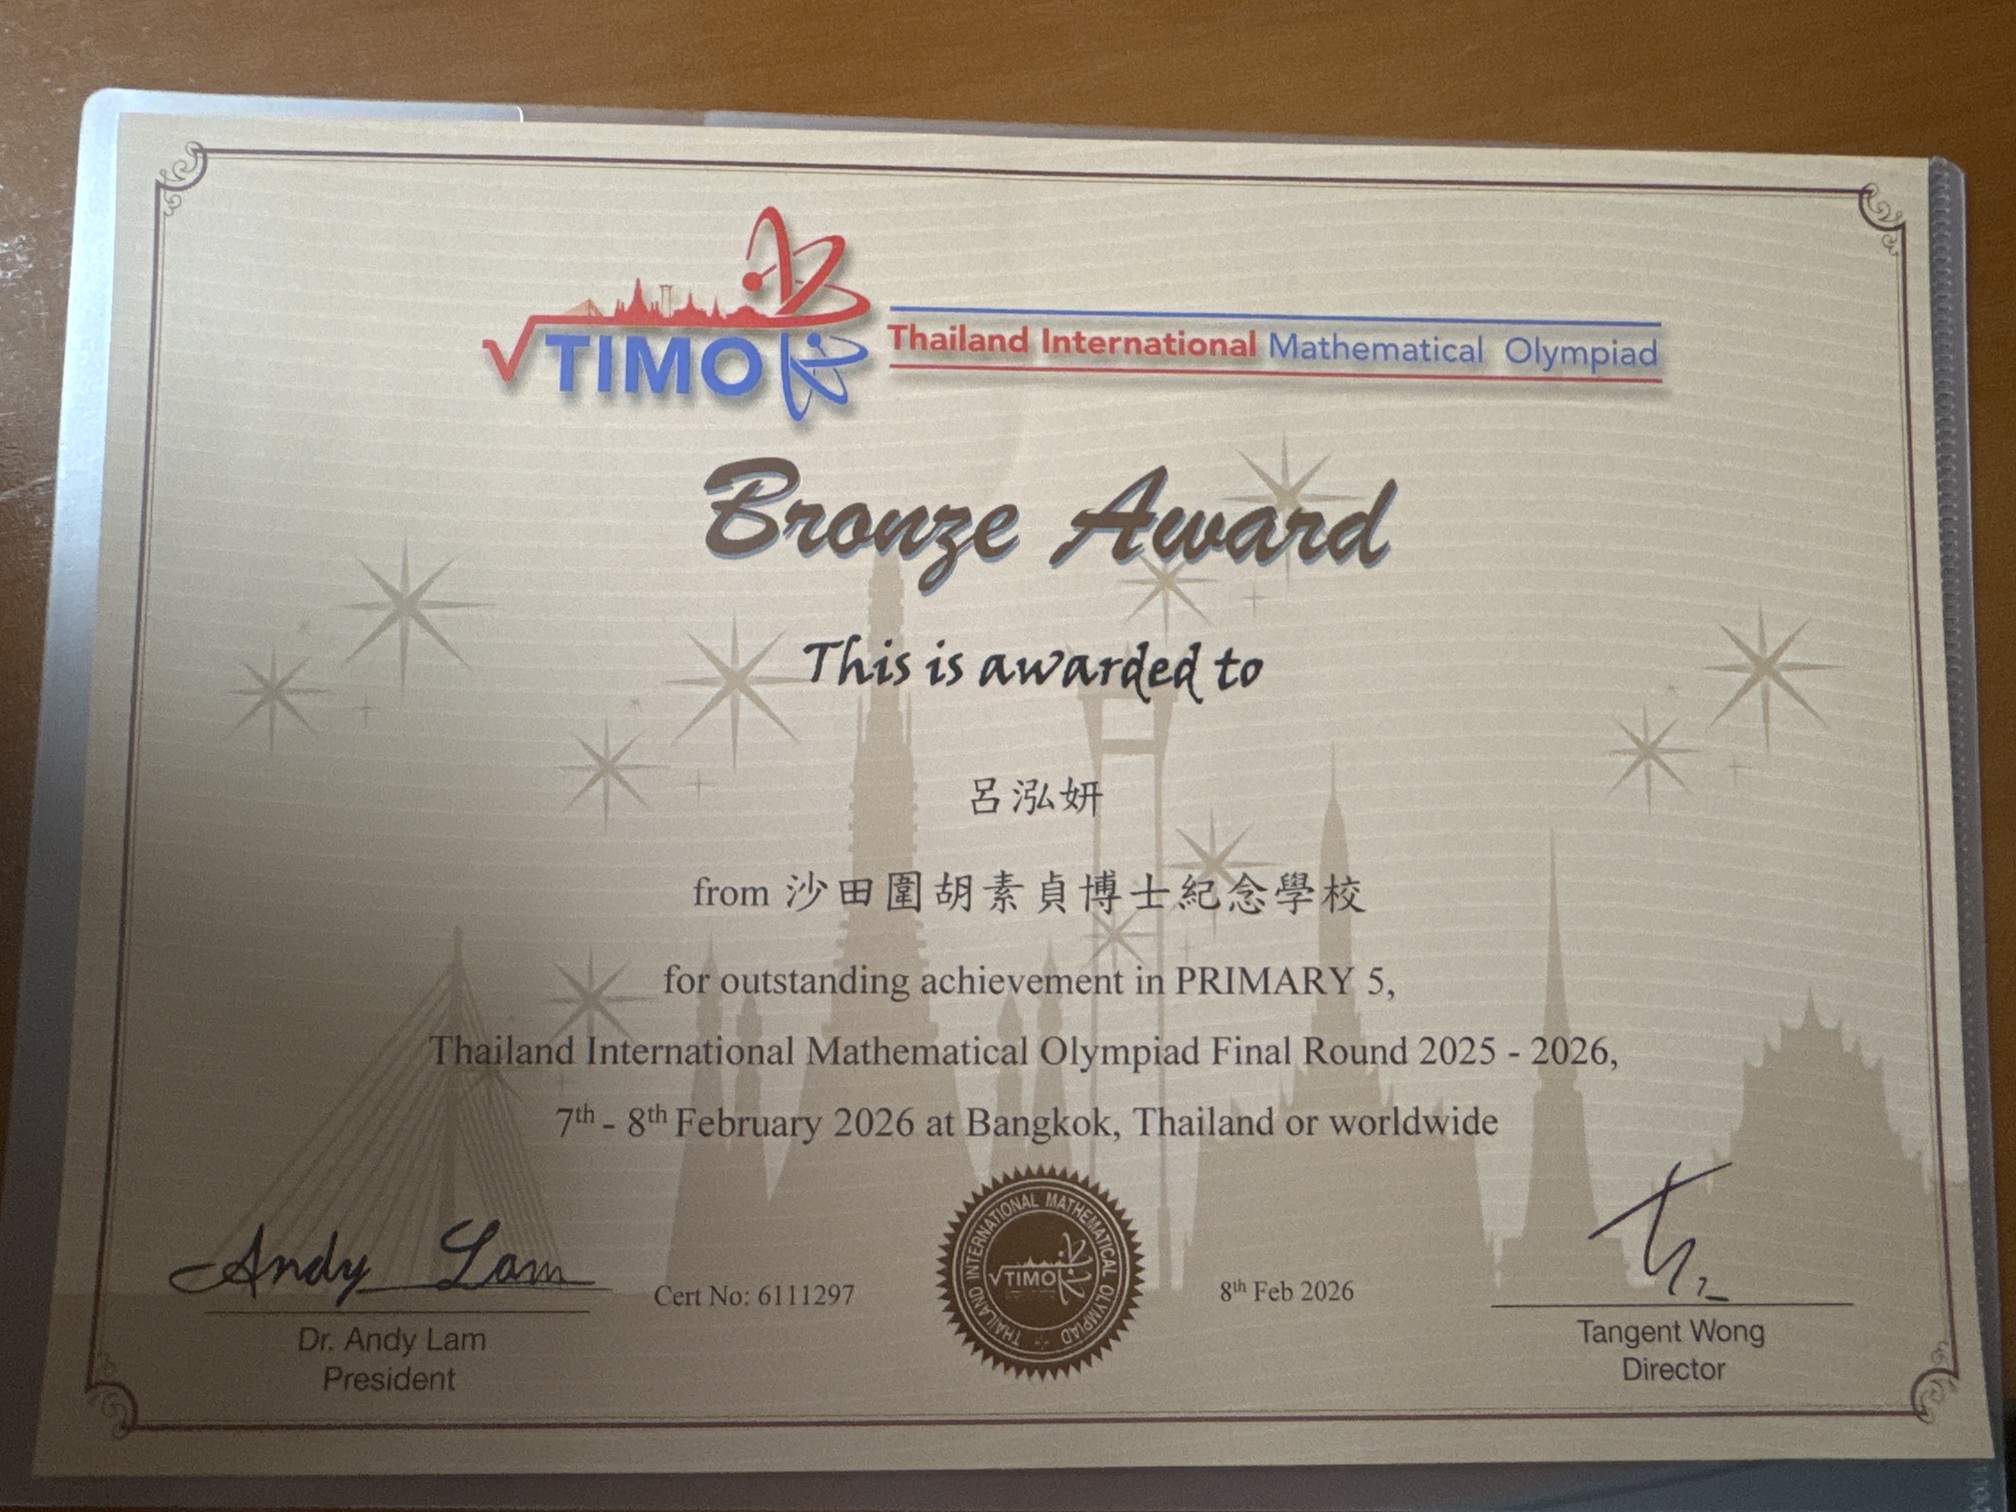 TIMO
Thailand International Mathematical Olympiad
Bronze Award
This is awarded to
呂泓妍
from 沙田圍胡素貞博士紀念學校
for outstanding achievement in PRIMARY 5,
Thailand International Mathematical Olympiad Final Round 2025 - 2026,
7th - 8th February 2026 at Bangkok, Thailand or worldwide
Andy Lam
Cert No: 6111297
THAILAND INTERNATIONAL MATHEMATICAL OLYMPIAD
TIMO
8th Feb 2026
Dr. Andy Lam
President
Tangent Wong
Director